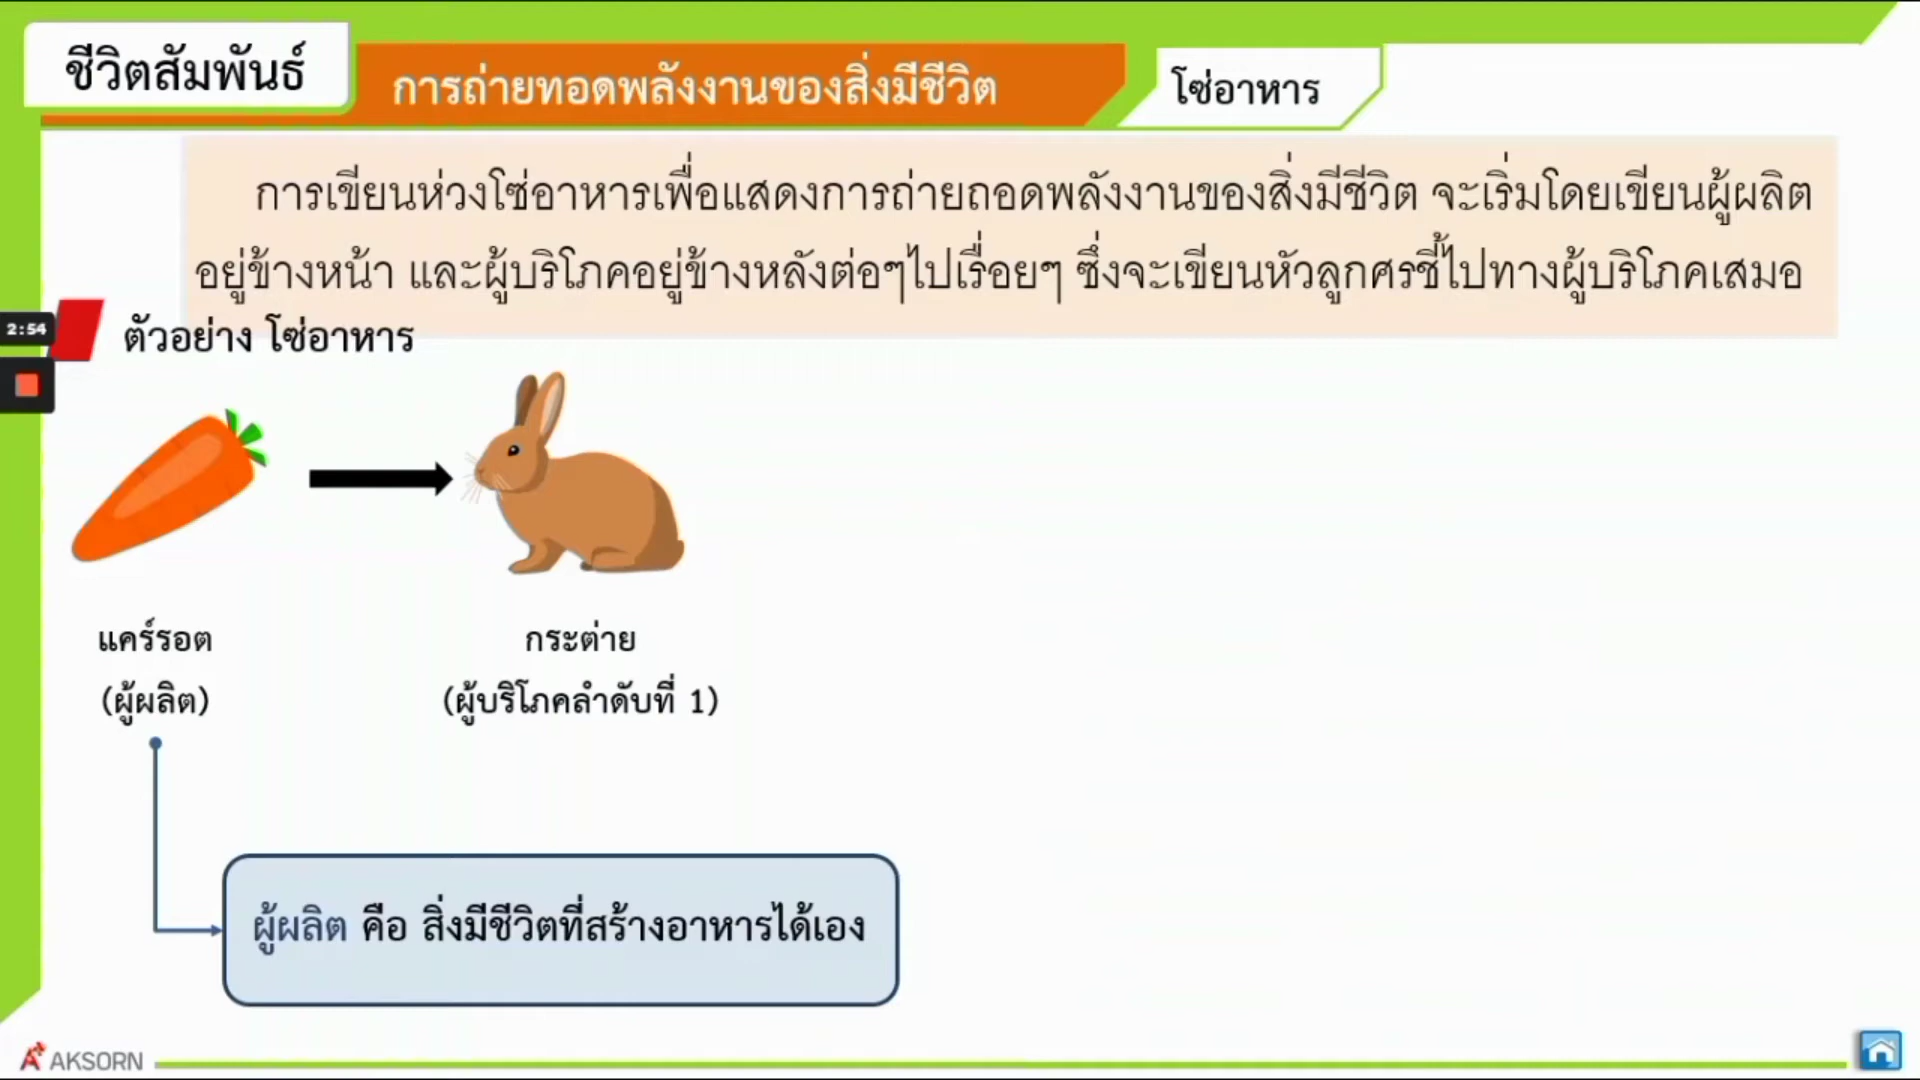 ชีวิตสัมพันธ์
การถ่ายทอดพลังงานของสิ่งมีชีวิต
โซ่อาหาร
การเขียนห่วงโซ่อาหารเพื่อแสดงการถ่ายถอดพลังงานของสิ่งมีชีวิต จะเริ่มโดยเขียนผู้ผลิต
อยู่ข้างหน้า และผู้บริโภคอยู่ข้างหลังต่อๆไปเรื่อยๆ ซึ่งจะเขียนหัวลูกศรชี้ไปทางผู้บริโภคเสมอ
2:54
ตัวอย่าง โซ่อาหาร
แคร์รอต
(ผู้ผลิต)
กระต่าย
(ผู้บริโภคลำดับที่ 1)
ผู้ผลิต คือ สิ่งมีชีวิตที่สร้างอาหารได้เอง
AKSORN